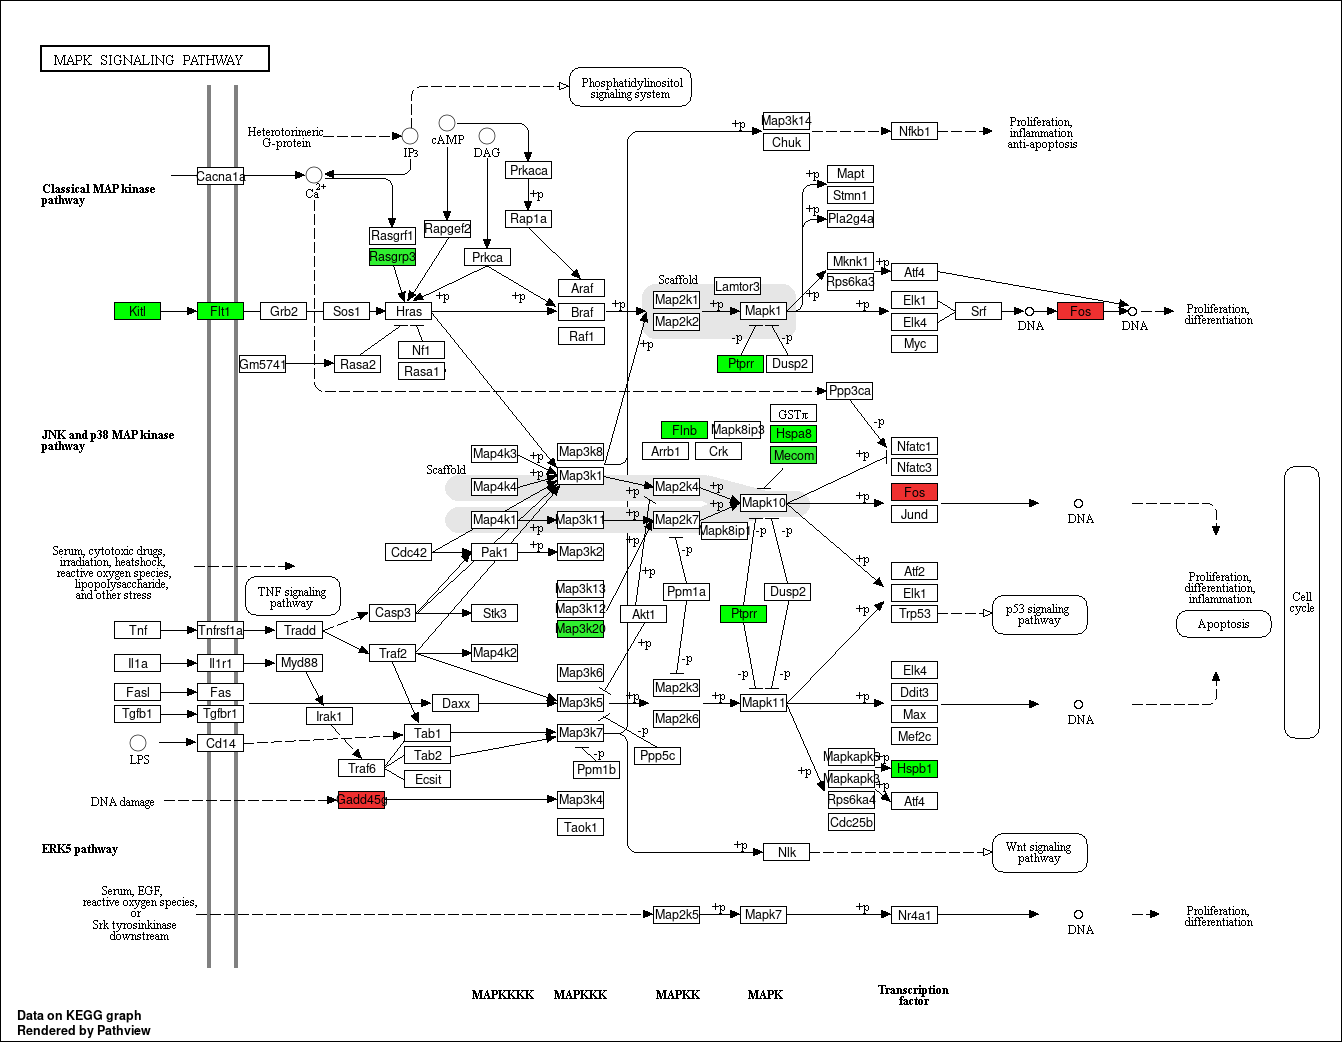 MAPK SIGNALING PATHWAY
Phosphatidylinositol
signaling system
Heterotorimeric
G-protein
IP3
cAMP
DAG
+p
Map3k14
Chuk
Nfkb1
Proliferation,
inflammation
anti-apoptosis
Classical MAP kinase
pathway
Cacna1a
Ca2+
Prkaca
+p
Rap1a
+p
Mapt
Stmn1
+p
Pla2g4a
Rasgrf1
Rasgrp3
Rapgef2
Prkca
Araf
Braf
Raf1
Scaffold
Lamtor3
Map2k1
Map2k2
Mapk1
Mknk1
Rps6ka3
+p
+p
Atf4
Kitl
Flt1
Grb2
Sos1
Hras
+p
+p
+p
+p
+p
+p
Elk1
Elk4
Myc
Srf
DNA
Fos
DNA
Proliferation,
differentiation
Gm5741
Rasa2
Nf1
Rasa1
-p
-p
Ptprr
Dusp2
Ppp3ca
-p
JNK and p38 MAP kinase
pathway
Flnb
Mapk8ip3
Arrb1
Crk
GSTπ
Hspa8
Mecom
Nfatc1
Nfatc3
Scaffold
Map4k3
Map4k4
Map4k1
+p
+p
+p
Map3k8
Map3k1
Map3k11
+p
+p
+p
Map2k4
Map2k7
+p
+p
Mapk10
Mapk8ip1
+p
Fos
Jund
DNA
Cdc42
Pak1
+p
Map3k2
-p
-p
-p
+p
Serum, cytotoxic drugs,
irradiation, heatshock,
reactive oxygen species,
lipopolysaccharide,
and other stress
TNF signaling
pathway
Casp3
Stk3
Map3k13
Map3k12
Map3k20
+p
Akt1
+p
Ppm1a
-p
Ptprr
Dusp2
Atf2
Elk1
Trp53
+p
p53 signaling
pathway
Proliferation,
differentiation,
inflammation
Apoptosis
Cell
cycle
Tnf
Tnfrsf1a
Tradd
Il1a
Il1r1
Myd88
Traf2
Map4k2
Map3k6
Fasl
Fas
Tgfb1
Tgfbr1
Irak1
Daxx
Map3k5
+p
Map2k3
Map2k6
+p
-p
-p
Mapk11
+p
Elk4
Ddit3
Max
Mef2c
DNA
LPS
Cd14
Tab1
Tab2
Ecsit
Traf6
Map3k7
-p
-p
Ppm1b
Ppp5c
+p
Mapkapk5
Mapkapk3
Rps6ka4
Cdc25b
+p
+p
Hspb1
Atf4
DNA damage
Gadd45g
Map3k4
Taok1
ERK5 pathway
+p
Nlk
Wnt signaling
pathway
Serum, EGF,
reactive oxygen species,
or
Srk tyrosinkinase
downstream
Map2k5
+p
Mapk7
+p
Nr4a1
DNA
Proliferation,
differentiation
MAPKKKK
MAPKKK
MAPKK
MAPK
Transcription
factor
Data on KEGG graph
Rendered by Pathview